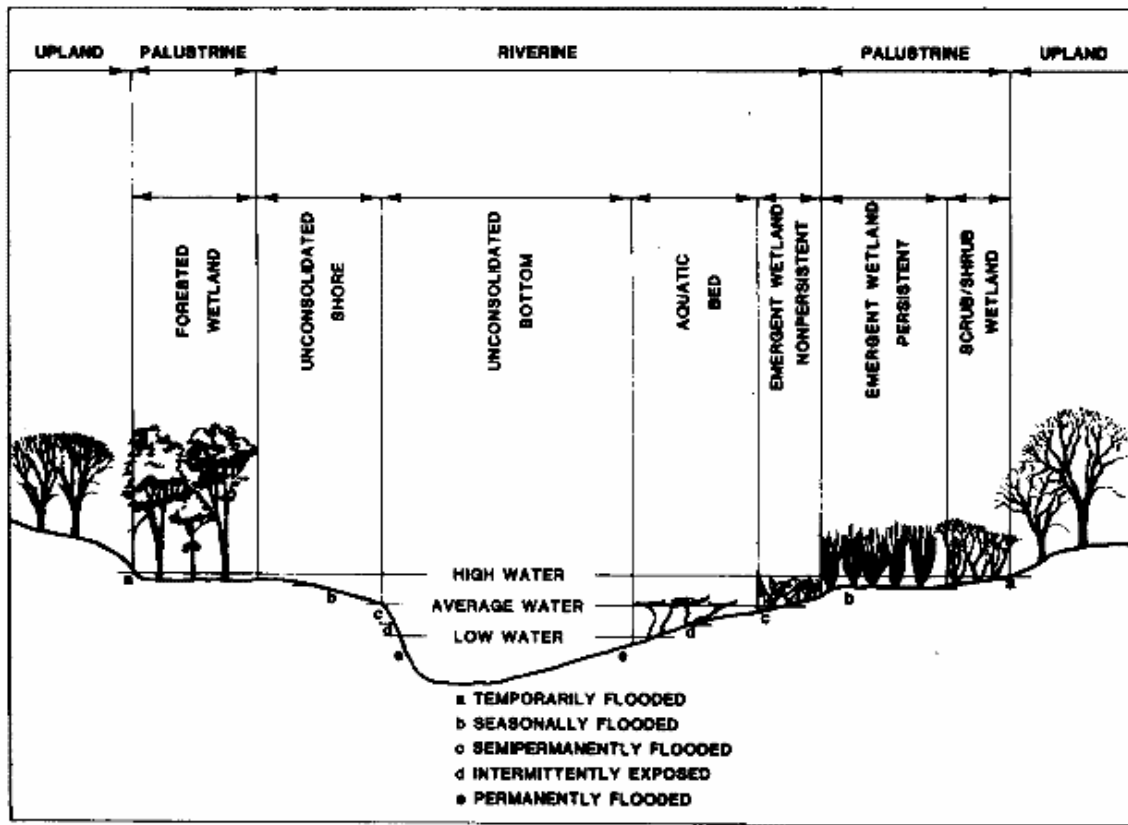 UPLAND PALUSTRINE RIVERINE PALUSTRINE UPLAND
FORESTED
WETLAND
UNCONSOLIDATED
SHORE
UNCONSOLIDATED
BOTTOM
AQUATIC
BED
EMERGENT WETLAND
NONPERSISTENT
EMERGENT WETLAND
PERSISTENT
SCRUB/SHRUB
WETLAND
HIGH WATER
AVERAGE WATER
LOW WATER
a
b
c
d
e
e
d
c
b
a
a TEMPORARILY FLOODED
b SEASONALLY FLOODED
c SEMIPERMANENTLY FLOODED
d INTERMITTENTLY EXPOSED
e PERMANENTLY FLOODED